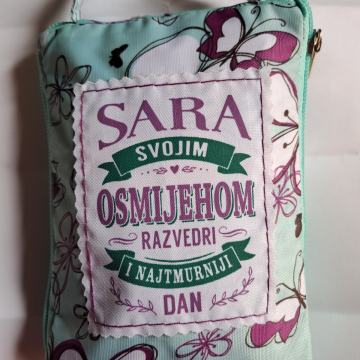 SARA
SVOJIM
OSMIJEHOM
RAZVEDRI
I NAJTMURNIJI
DAN